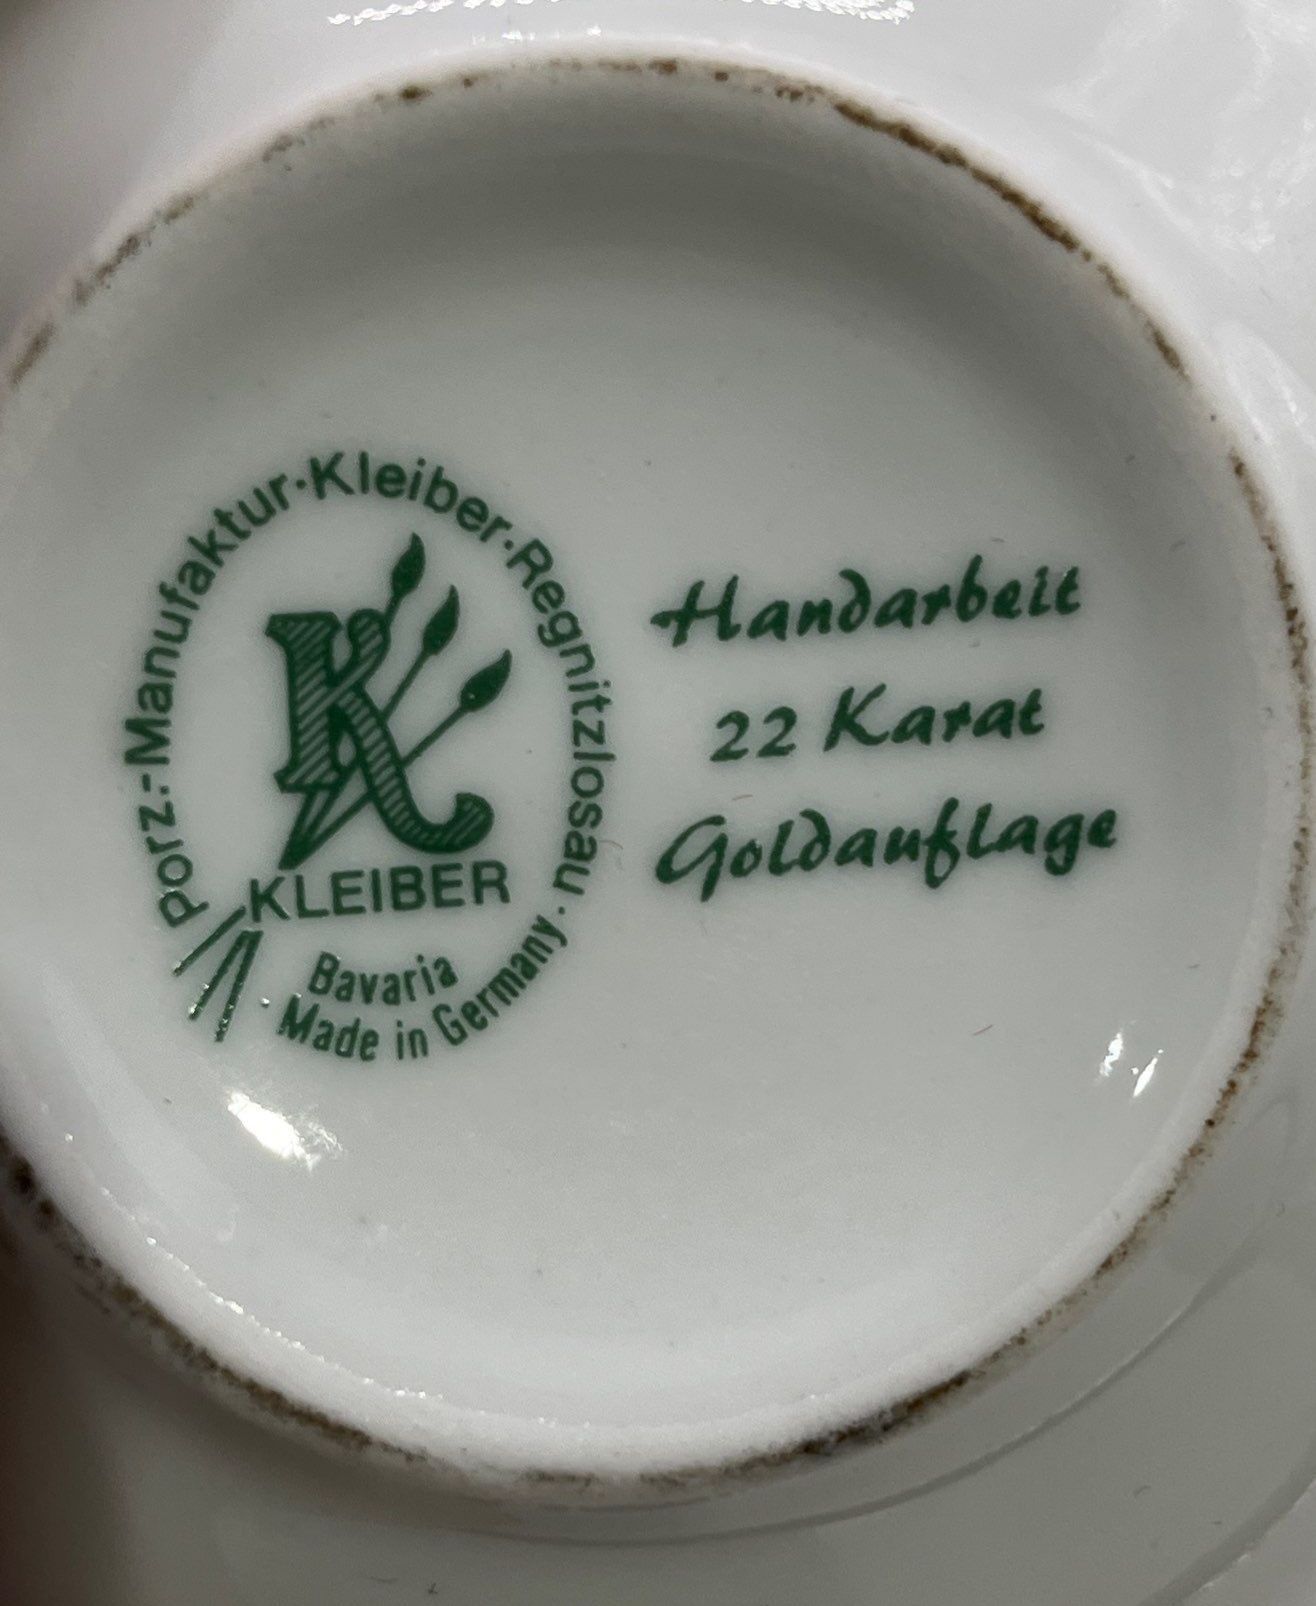 Porz.-Manufaktur·Kleiber·Regnitzlosau·
K
KLEIBER
Bavaria
·Made in Germany·
Handarbeit
22 Karat
Goldauflage